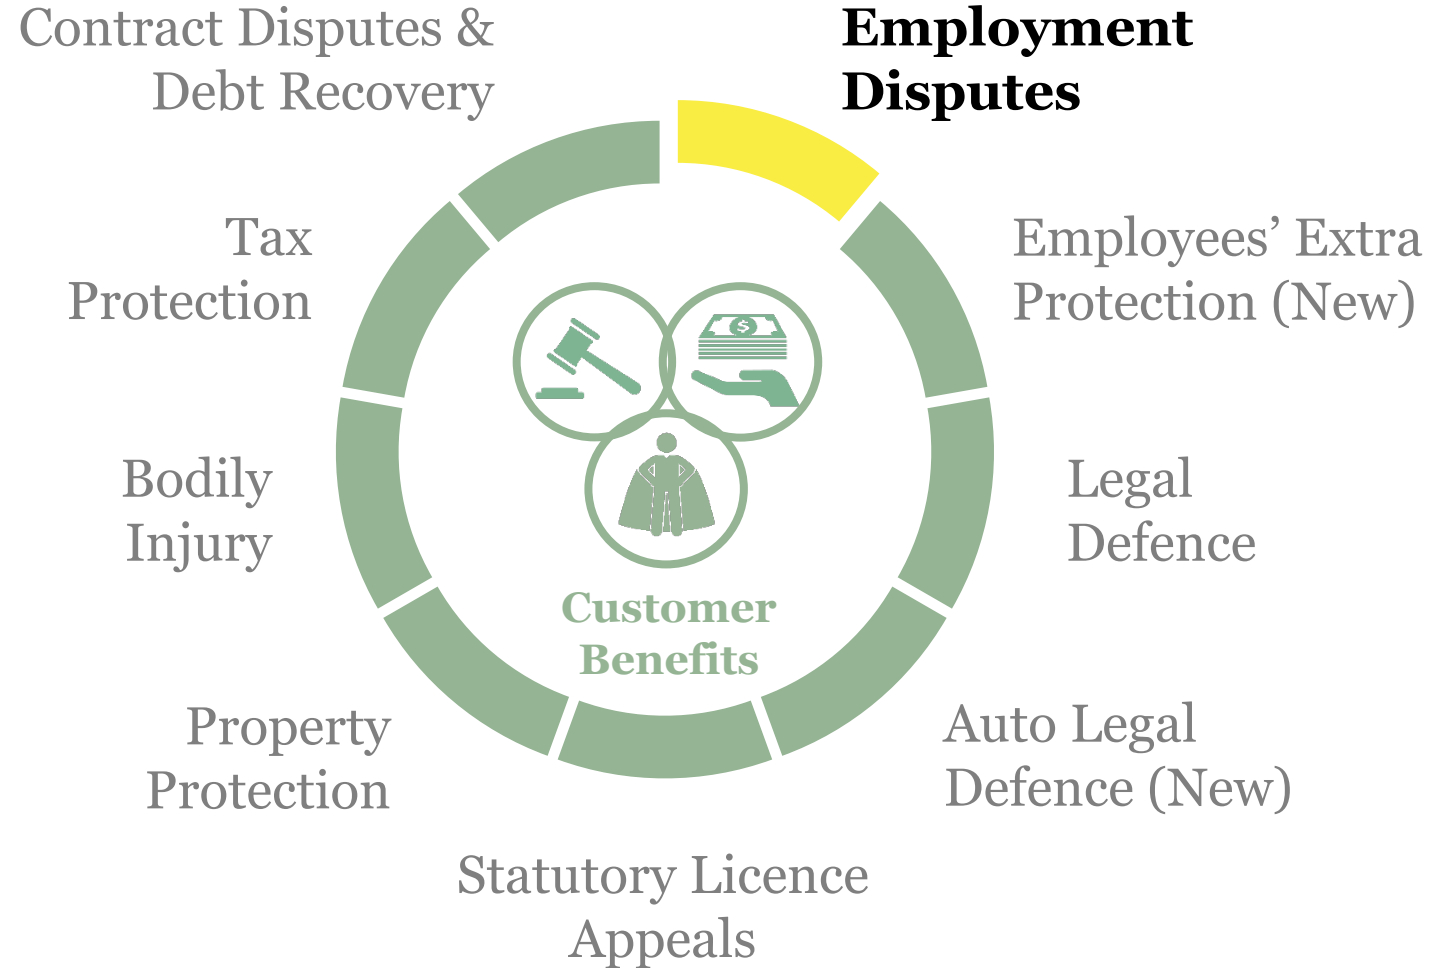 Contract Disputes &
Debt Recovery
Employment
Disputes
Tax
Protection
Employees’ Extra
Protection (New)
Bodily
Injury
Legal
Defence
$
Customer
Benefits
Property
Protection
Auto Legal
Defence (New)
Statutory Licence
Appeals